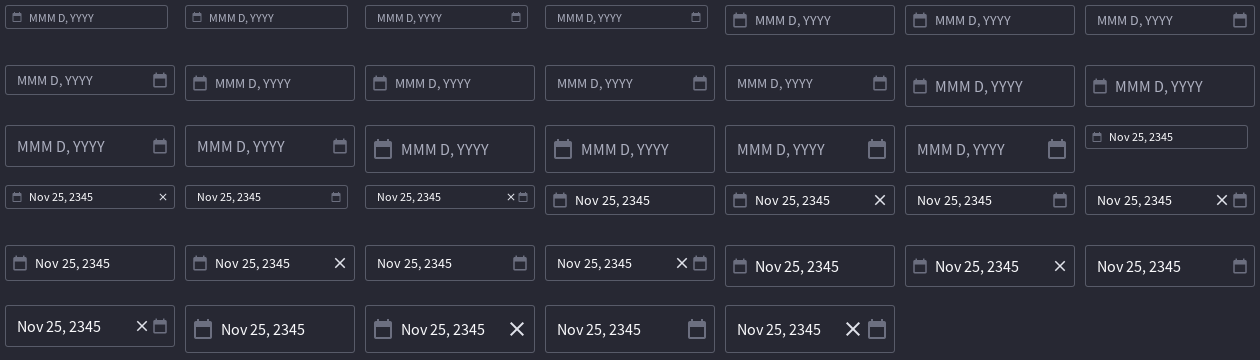 MMM D, YYYY MMM D, YYYY MMM D, YYYY MMM D, YYYY MMM D, YYYY MMM D, YYYY MMM D, YYYY
MMM D, YYYY MMM D, YYYY MMM D, YYYY MMM D, YYYY MMM D, YYYY MMM D, YYYY MMM D, YYYY
MMM D, YYYY MMM D, YYYY MMM D, YYYY MMM D, YYYY MMM D, YYYY MMM D, YYYY Nov 25, 2345
Nov 25, 2345 Nov 25, 2345 Nov 25, 2345 Nov 25, 2345 Nov 25, 2345 Nov 25, 2345 Nov 25, 2345
Nov 25, 2345 Nov 25, 2345 Nov 25, 2345 Nov 25, 2345 Nov 25, 2345 Nov 25, 2345 Nov 25, 2345
Nov 25, 2345 Nov 25, 2345 Nov 25, 2345 Nov 25, 2345 Nov 25, 2345